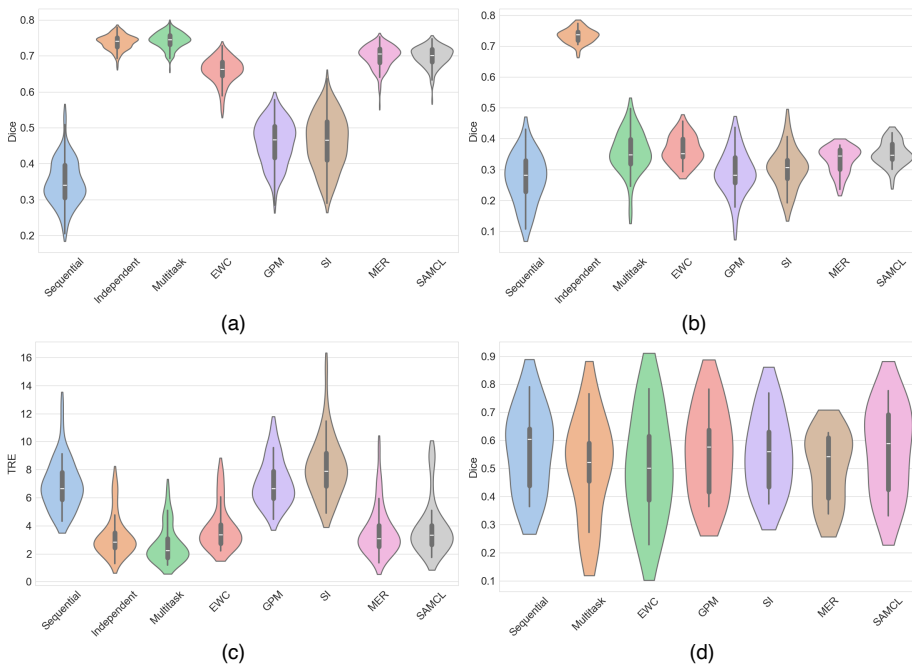 0.8
0.7
0.6
0.5
0.4
0.3
0.2
Dice
Sequential
Independent
Multitask
EWC
GPM
SI
MER
SAMCL
(a)
0.8
0.7
0.6
0.5
0.4
0.3
0.2
0.1
Dice
Sequential
Independent
Multitask
EWC
GPM
SI
MER
SAMCL
(b)
16
14
12
10
8
6
4
2
0
TRE
Sequential
Independent
Multitask
EWC
GPM
SI
MER
SAMCL
(c)
0.9
0.8
0.7
0.6
0.5
0.4
0.3
0.2
0.1
Dice
Sequential
Multitask
EWC
GPM
SI
MER
SAMCL
(d)